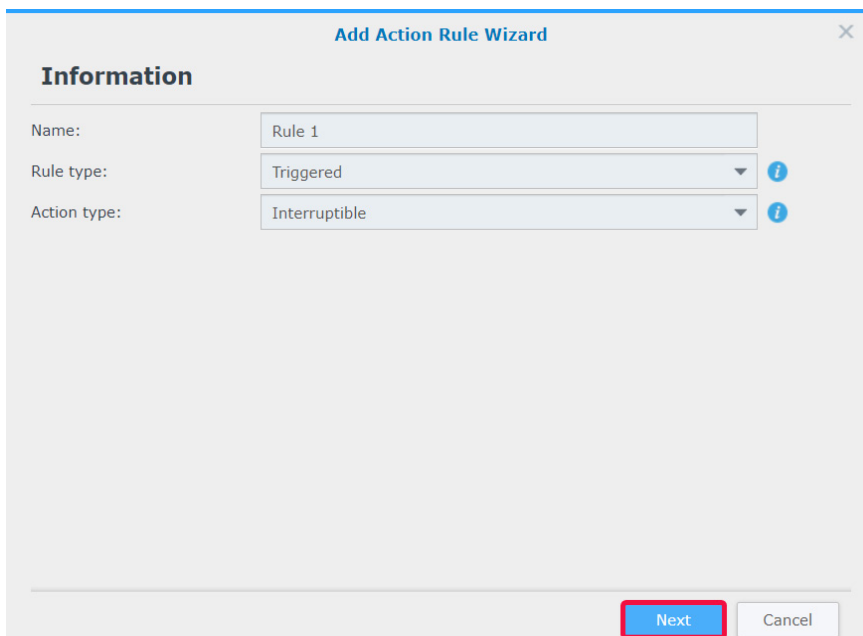 Add Action Rule Wizard
Information
Name: Rule 1
Rule type: Triggered
Action type: Interruptible
Next Cancel